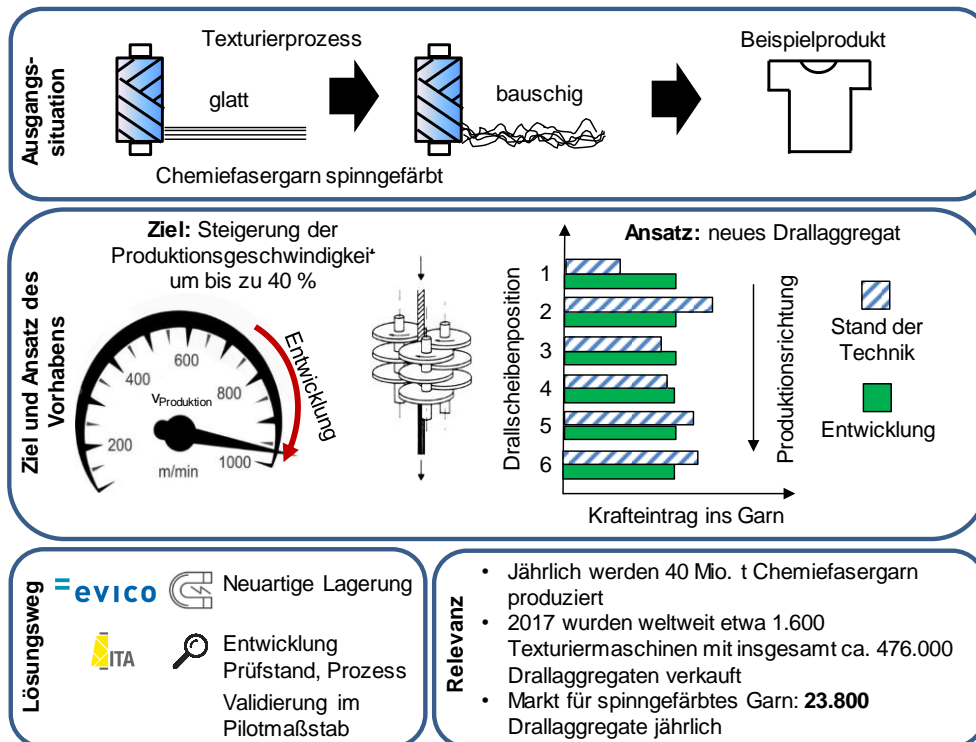 Ausgangs-
situation
Texturierprozess
glatt
bauschig
Beispielprodukt
Chemiefasergarn spinngefärbt
Ziel und Ansatz des
Vorhabens
Ziel: Steigerung der
Produktionsgeschwindigkei
um bis zu 40 %
200
400
600
800
1000
vProduktion
m/min
Entwicklung
Ansatz: neues Drallaggregat
Drallscheibenposition
1
2
3
4
5
6
Krafteintrag ins Garn
Produktionsrichtung
Stand der
Technik
Entwicklung
Lösungsweg
evico
Neuartige Lagerung
ITA
Entwicklung
Prüfstand, Prozess
Validierung im
Pilotmaßstab
Relevanz
• Jährlich werden 40 Mio. t Chemiefasergarn
produziert
• 2017 wurden weltweit etwa 1.600
Texturiermaschinen mit insgesamt ca. 476.000
Drallaggregaten verkauft
• Markt für spinngefärbtes Garn: 23.800
Drallaggregate jährlich